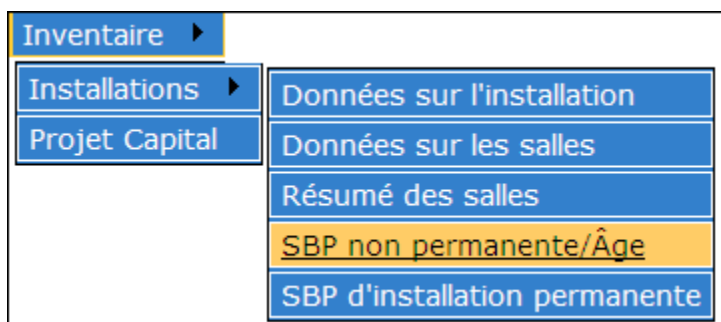 Inventaire
Installations
Projet Capital
Données sur l'installation
Données sur les salles
Résumé des salles
SBP non permanente/Âge
SBP d'installation permanente